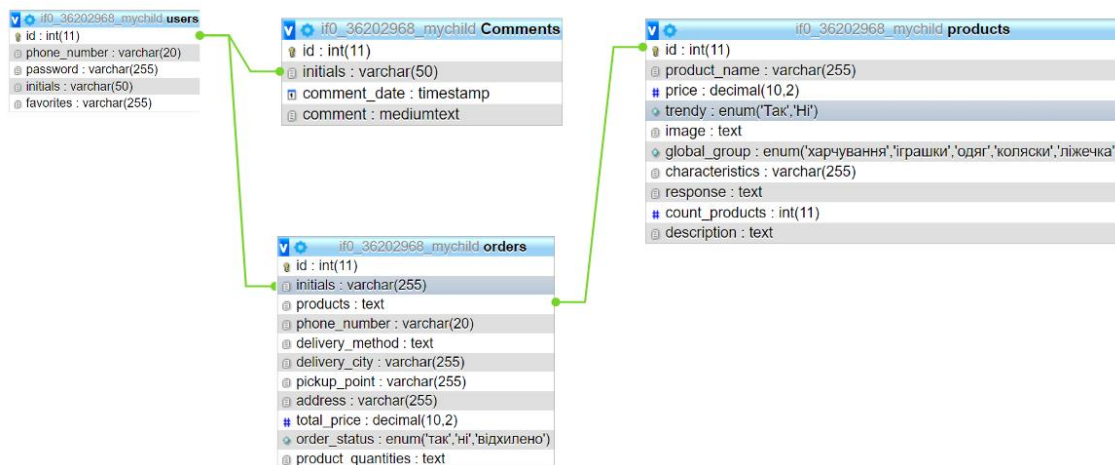 if0_36202968_mychild users
id : int(11)
phone_number : varchar(20)
password : varchar(255)
initials : varchar(50)
favorites : varchar(255)
if0_36202968_mychild Comments
id : int(11)
initials : varchar(50)
comment_date : timestamp
comment : mediumtext
if0_36202968_mychild products
id : int(11)
product_name : varchar(255)
price : decimal(10,2)
trendy : enum('Так','Ні')
image : text
global_group : enum('харчування','іграшки','одяг','коляски','ліжечка'
characteristics : varchar(255)
response : text
count_products : int(11)
description : text
if0_36202968_mychild orders
id : int(11)
initials : varchar(255)
products : text
phone_number : varchar(20)
delivery_method : text
delivery_city : varchar(255)
pickup_point : varchar(255)
address : varchar(255)
total_price : decimal(10,2)
order_status : enum('так','ні','відхилено')
product_quantities : text